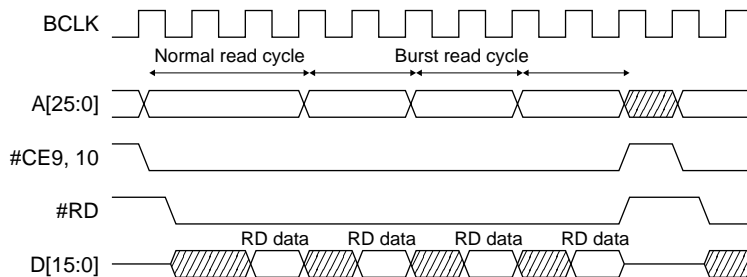 BCLK
Normal read cycle Burst read cycle
A[25:0]
#CE9, 10
#RD
RD data RD data RD data RD data
D[15:0]